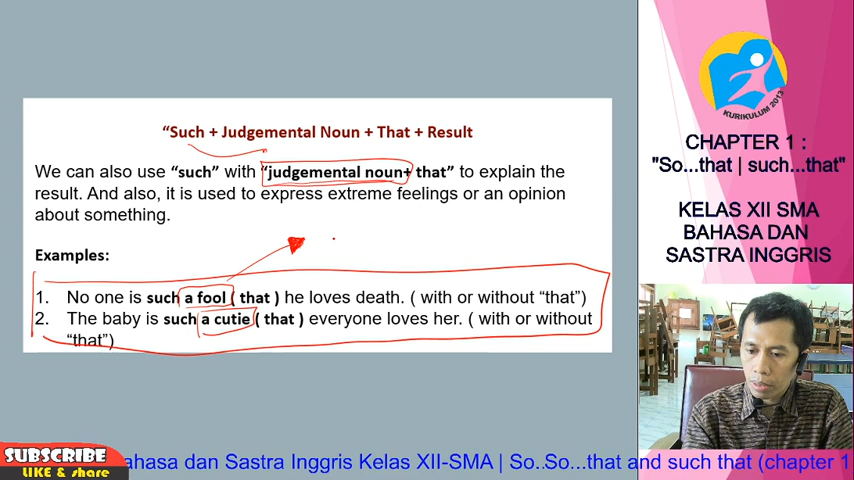 “Such + Judgemental Noun + That + Result
We can also use “such” with “judgemental noun+ that” to explain the
result. And also, it is used to express extreme feelings or an opinion
about something.
Examples:
1. No one is such a fool ( that ) he loves death. ( with or without “that”)
2. The baby is such a cutie ( that ) everyone loves her. ( with or without
“that”)
KURIKULUM 2013
CHAPTER 1 :
"So...that | such...that"
KELAS XII SMA
BAHASA DAN
SASTRA INGGRIS
SUBSCRIBE
LIKE & share
ahasa dan Sastra Inggris Kelas XII-SMA | So..So...that and such that (chapter 1